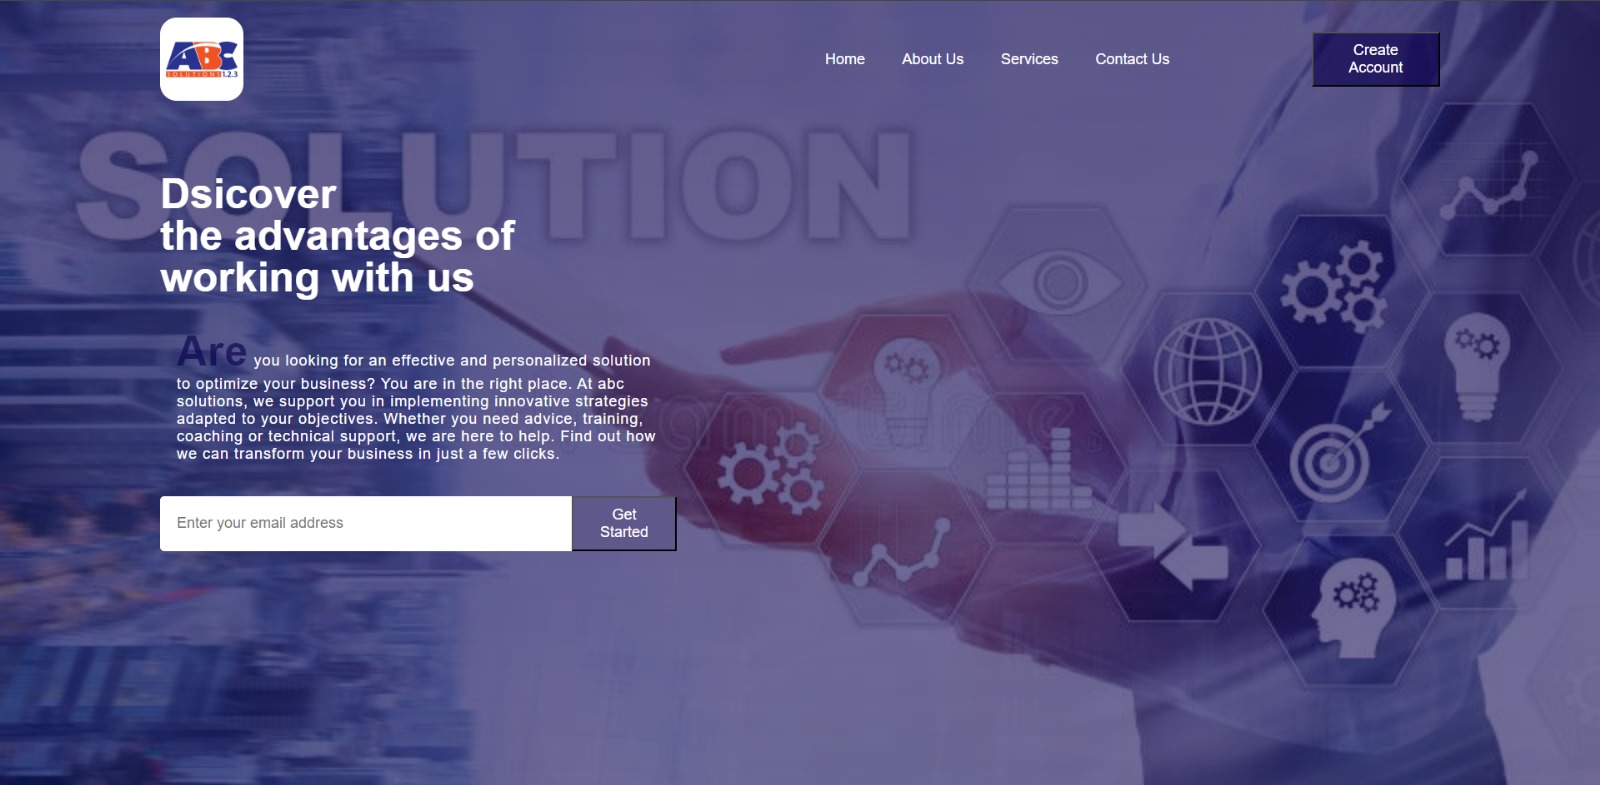 ABC
SOLUTIONS 1.2.3
Home
About Us
Services
Contact Us
Create
Account
SOLUTION
Dsicover
the advantages of
working with us
Are you looking for an effective and personalized solution
to optimize your business? You are in the right place. At abc
solutions, we support you in implementing innovative strategies
adapted to your objectives. Whether you need advice, training,
coaching or technical support, we are here to help. Find out how
we can transform your business in just a few clicks.
Enter your email address
Get
Started